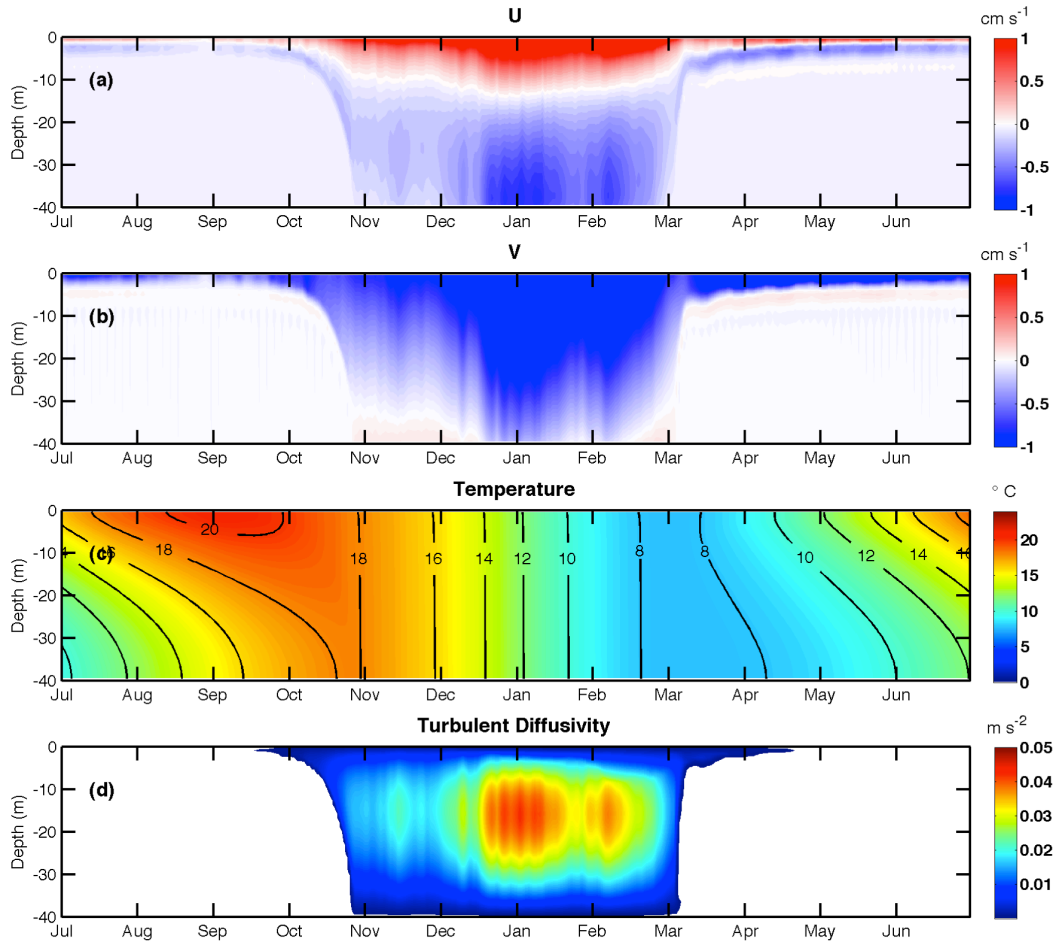 U
cm s-1
Depth (m)
(a)
0
-10
-20
-30
-40
1
0.5
0
-0.5
-1
Jul Aug Sep Oct Nov Dec Jan Feb Mar Apr May Jun
V
cm s-1
Depth (m)
(b)
0
-10
-20
-30
-40
1
0.5
0
-0.5
-1
Jul Aug Sep Oct Nov Dec Jan Feb Mar Apr May Jun
Temperature
° C
Depth (m)
(c)
0
-10
-20
-30
-40
18 20 18 16 14 12 10 8 8 10 12 14
20
15
10
5
0
Jul Aug Sep Oct Nov Dec Jan Feb Mar Apr May Jun
Turbulent Diffusivity
m s-2
Depth (m)
(d)
0
-10
-20
-30
-40
0.05
0.04
0.03
0.02
0.01
Jul Aug Sep Oct Nov Dec Jan Feb Mar Apr May Jun